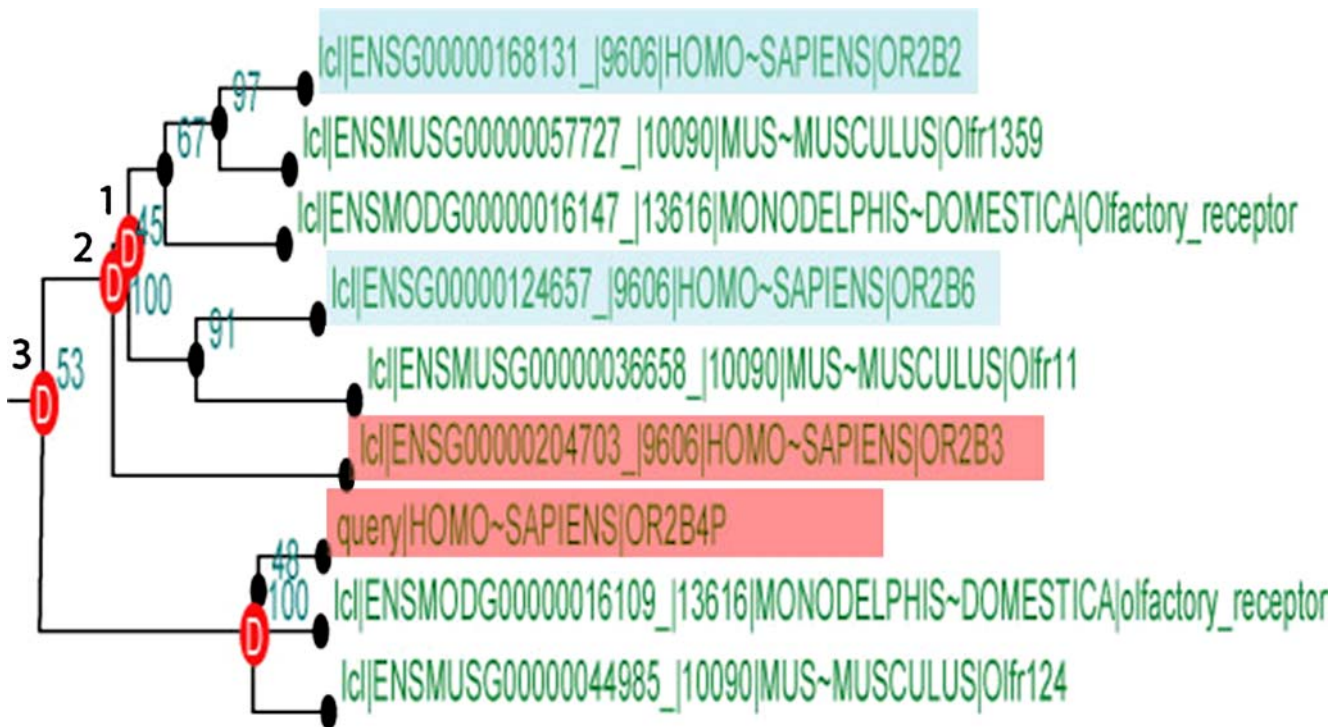 lcl|ENSG00000168131_|9606|HOMO~SAPIENS|OR2B2
97
lcl|ENSMUSG00000057727_|10090|MUS~MUSCULUS|Olfr1359
67
lcl|ENSMODG00000016147_|13616|MONODELPHIS~DOMESTICA|Olfactory_receptor
1
D
45
2
D
100
lcl|ENSG00000124657_|9606|HOMO~SAPIENS|OR2B6
91
3
D
53
lcl|ENSMUSG00000036658_|10090|MUS~MUSCULUS|Olfr11
lcl|ENSG00000204703_|9606|HOMO~SAPIENS|OR2B3
query|HOMO~SAPIENS|OR2B4P
48
lcl|ENSMODG00000016109_|13616|MONODELPHIS~DOMESTICA|olfactory_receptor
100
D
lcl|ENSMUSG00000044985_|10090|MUS~MUSCULUS|Olfr124